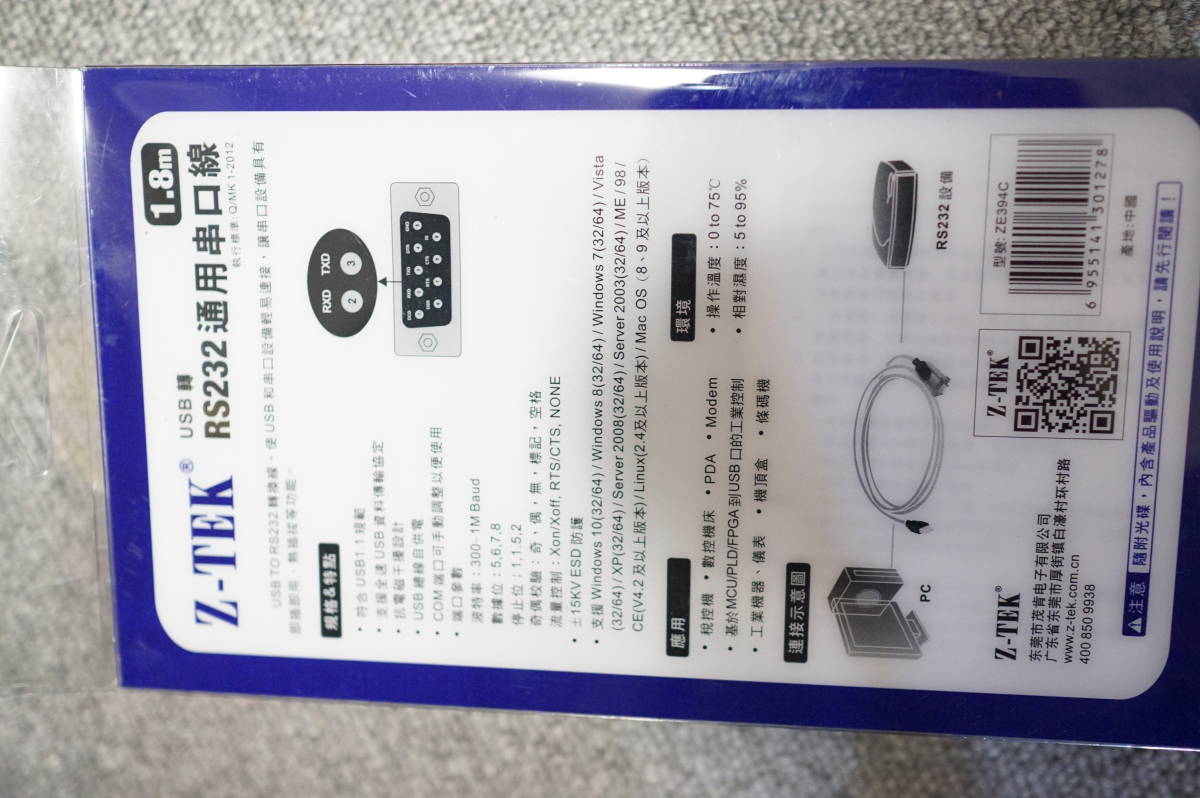 Z-TEK® USB 轉 1.8m
RS232 通用串口線
執行標準: Q/MK 1-2012
USB TO RS232 轉換線，使 USB 和串口設備輕易連接，讓串口設備具有
即插即用，熱插拔等功能。
規格&特點
• 符合 USB1.1 規範
• 支援全速 USB 資料傳輸協定
• 抗電磁干擾設計
• USB 總線自供電
• COM 端口可手動調整以便使用
• 端口參數
波特率：300-1M Baud
數據位：5,6,7,8
停止位：1,1.5,2
奇偶校驗：奇，偶，無，標記，空格
流量控制：Xon/Xoff, RTS/CTS, NONE
• ±15KV ESD 防護
• 支援 Windows 10(32/64) / Windows 8(32/64) / Windows 7(32/64) / Vista
(32/64) / XP(32/64) / Server 2008(32/64) / Server 2003(32/64) / ME / 98 /
CE(V4.2 及以上版本) / Linux(2.4及以上版本) / Mac OS（8、9 及以上版本）
RXD TXD
2 3
DCD RXD TXD DTR GND
DSR RTS CTS RI
應用
• 稅控機 • 數控機床 • PDA • Modem
• 基於MCU/PLD/FPGA 到 USB 口的工業控制
• 工業機器、儀表 • 機頂盒 • 條碼機
環境
• 操作溫度：0 to 75℃
• 相對濕度：5 to 95%
連接示意圖
PC
RS232 設備
Z-TEK®
东莞市茂肯电子有限公司
广东省东莞市厚街镇白濠村环村路
www.z-tek.com.cn
400 850 9938
Z-TEK®
型號: ZE394C
6 955141 301278
產地: 中國
注意 隨附光碟，內含產品驅動及使用說明，請先行閱讀！